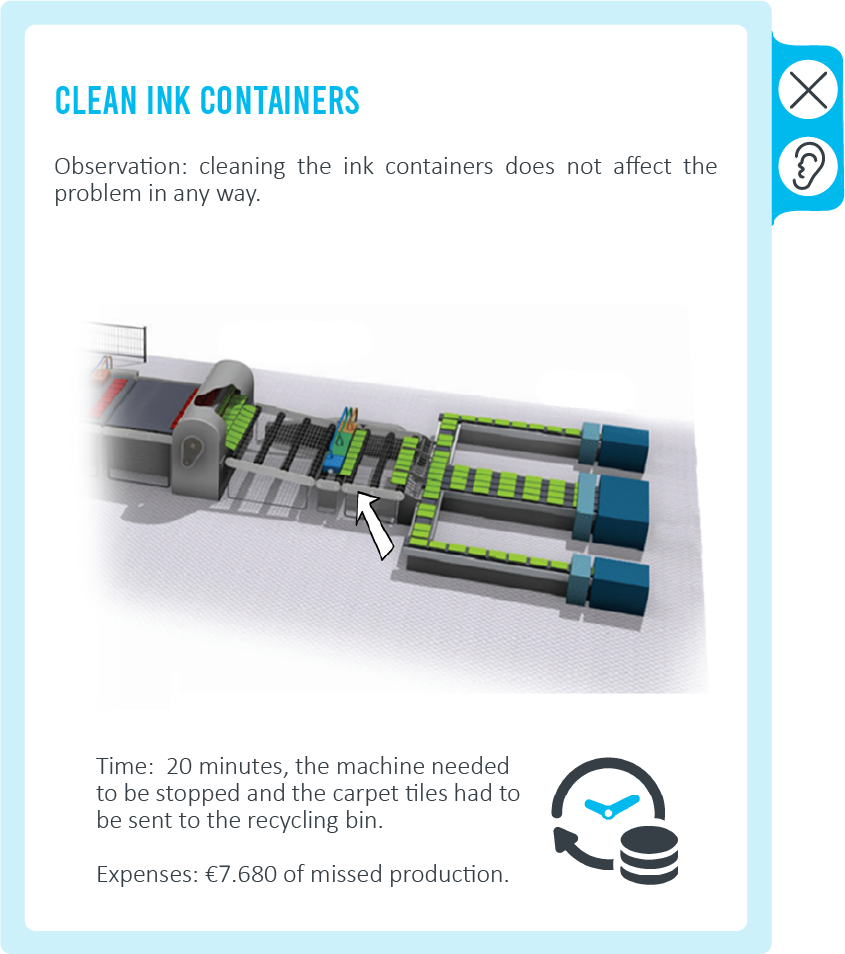 CLEAN INK CONTAINERS
Observation: cleaning the ink containers does not affect the
problem in any way.
Time:  20 minutes, the machine needed
to be stopped and the carpet tiles had to
be sent to the recycling bin.
Expenses: €7.680 of missed production.